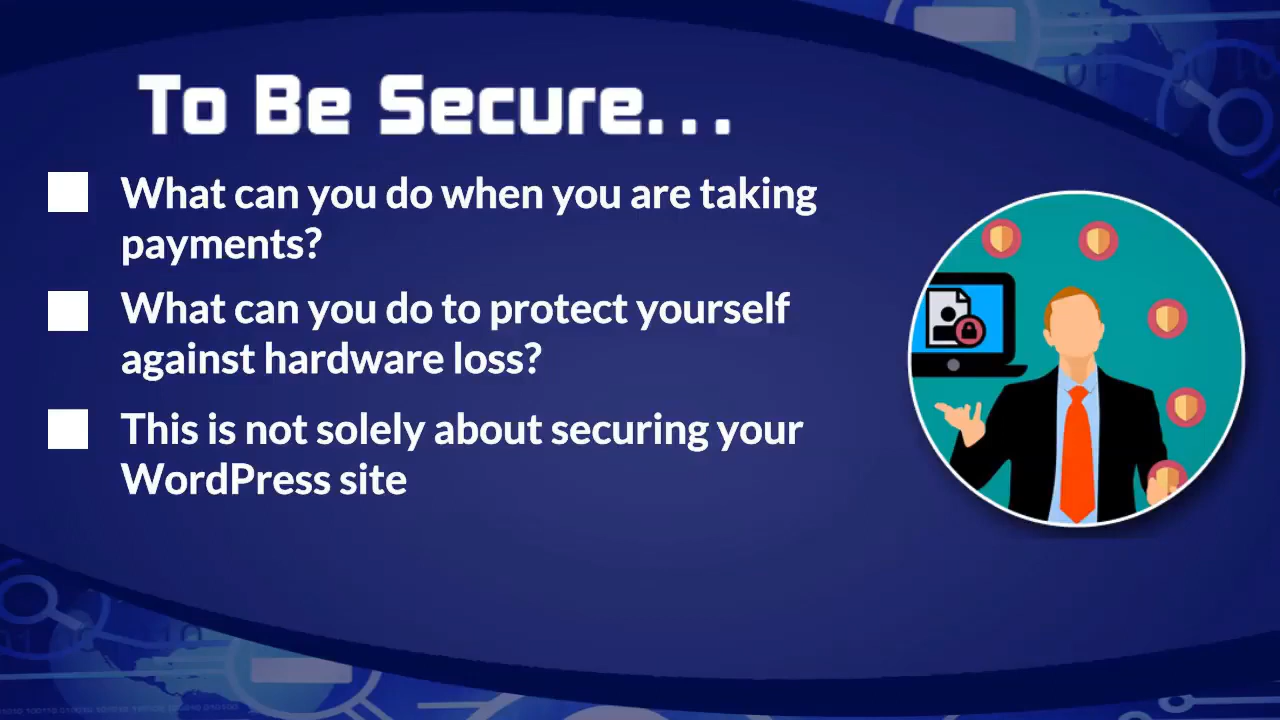 To Be Secure...
What can you do when you are taking
payments?
What can you do to protect yourself
against hardware loss?
This is not solely about securing your
WordPress site